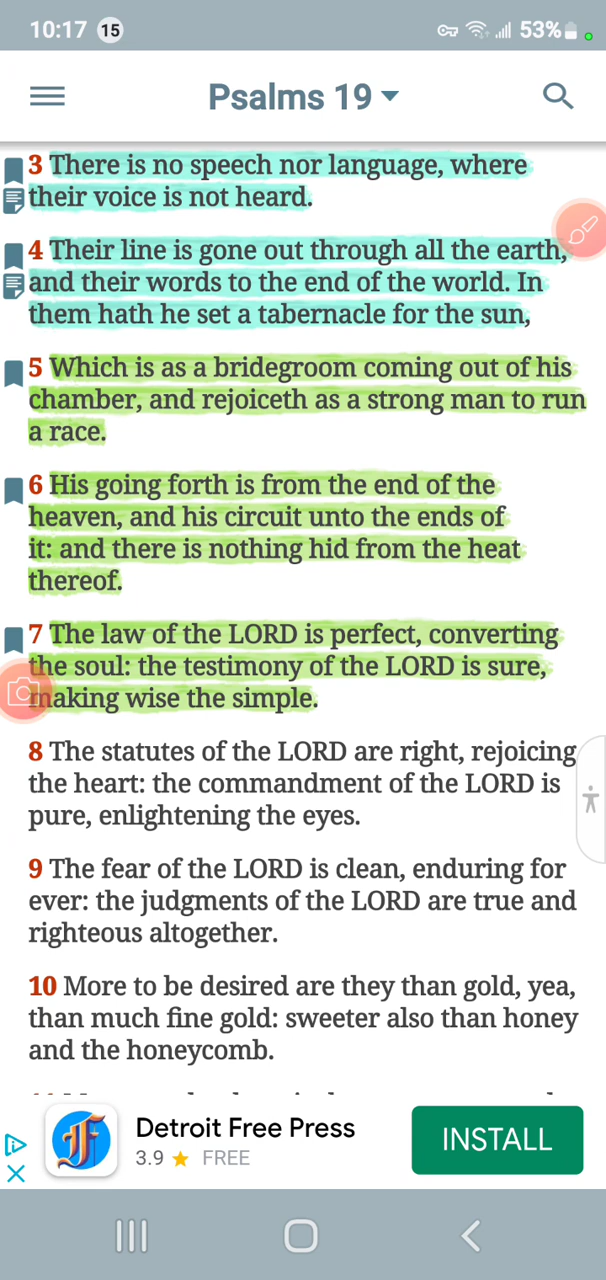 10:17 15 53%
Psalms 19
3 There is no speech nor language, where
their voice is not heard.
4 Their line is gone out through all the earth,
and their words to the end of the world. In
them hath he set a tabernacle for the sun,
5 Which is as a bridegroom coming out of his
chamber, and rejoiceth as a strong man to run
a race.
6 His going forth is from the end of the
heaven, and his circuit unto the ends of
it: and there is nothing hid from the heat
thereof.
7 The law of the LORD is perfect, converting
the soul: the testimony of the LORD is sure,
making wise the simple.
8 The statutes of the LORD are right, rejoicing
the heart: the commandment of the LORD is
pure, enlightening the eyes.
9 The fear of the LORD is clean, enduring for
ever: the judgments of the LORD are true and
righteous altogether.
10 More to be desired are they than gold, yea,
than much fine gold: sweeter also than honey
and the honeycomb.
Detroit Free Press
3.9 ★ FREE
INSTALL